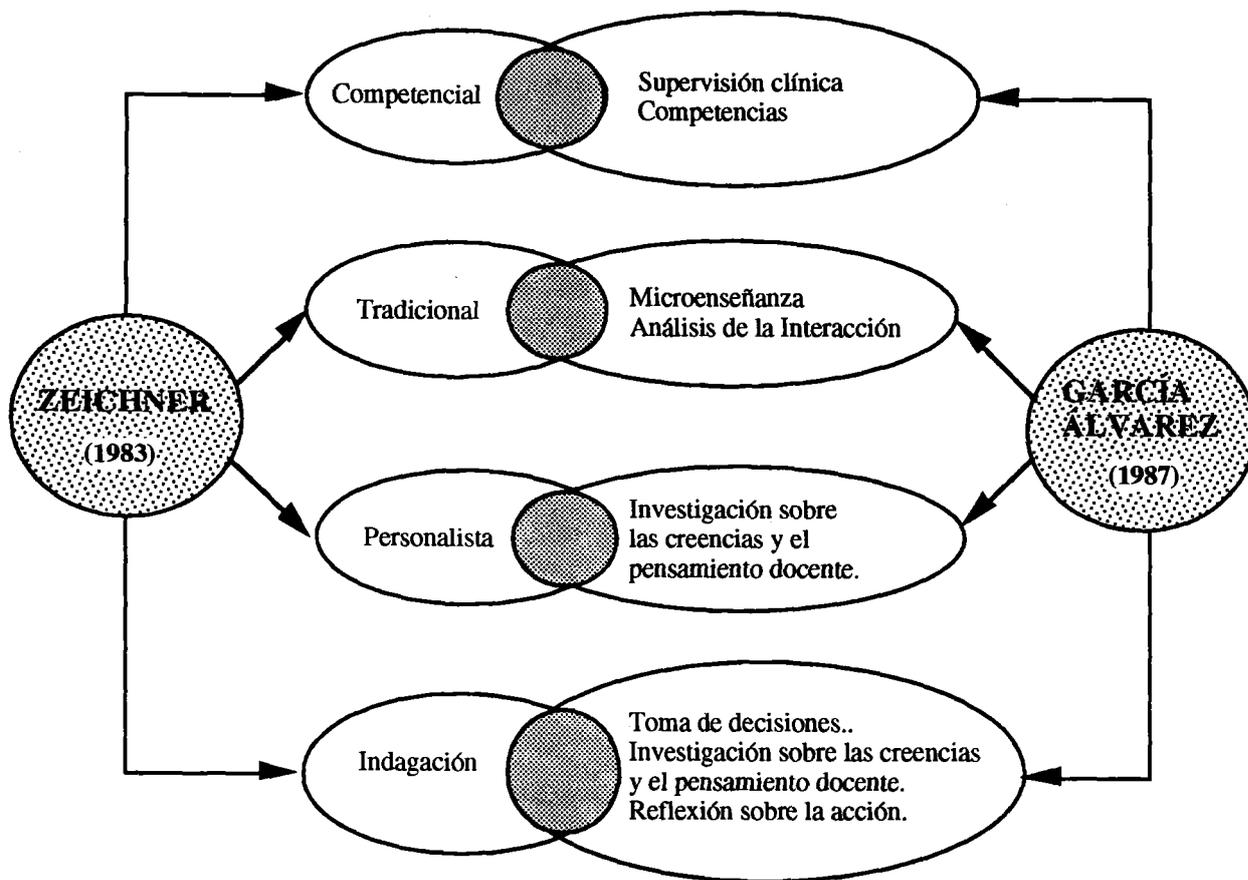 Competencial
Supervisión clínica
Competencias
Tradicional
Microenseñanza
Análisis de la Interacción
ZEICHNER
(1983)
GARCÍA
ÁLVAREZ
(1987)
Personalista
Investigación sobre
las creencias y el
pensamiento docente.
Indagación
Toma de decisiones..
Investigación sobre las creencias
y el pensamiento docente.
Reflexión sobre la acción.